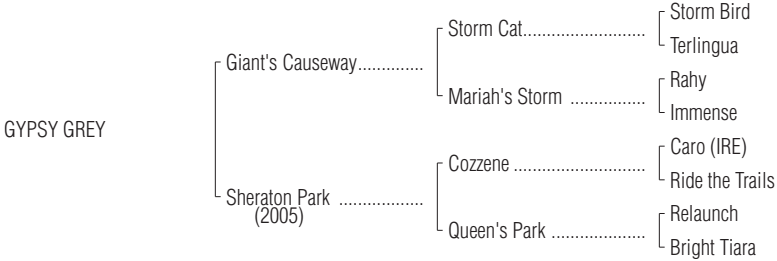 Storm Bird
Storm Cat..........................
Terlingua
Giant's Causeway..............
Rahy
Mariah's Storm ................
Immense
GYPSY GREY
Caro (IRE)
Cozzene ............................
Ride the Trails
Sheraton Park ..................
(2005)
Relaunch
Queen's Park ....................
Bright Tiara